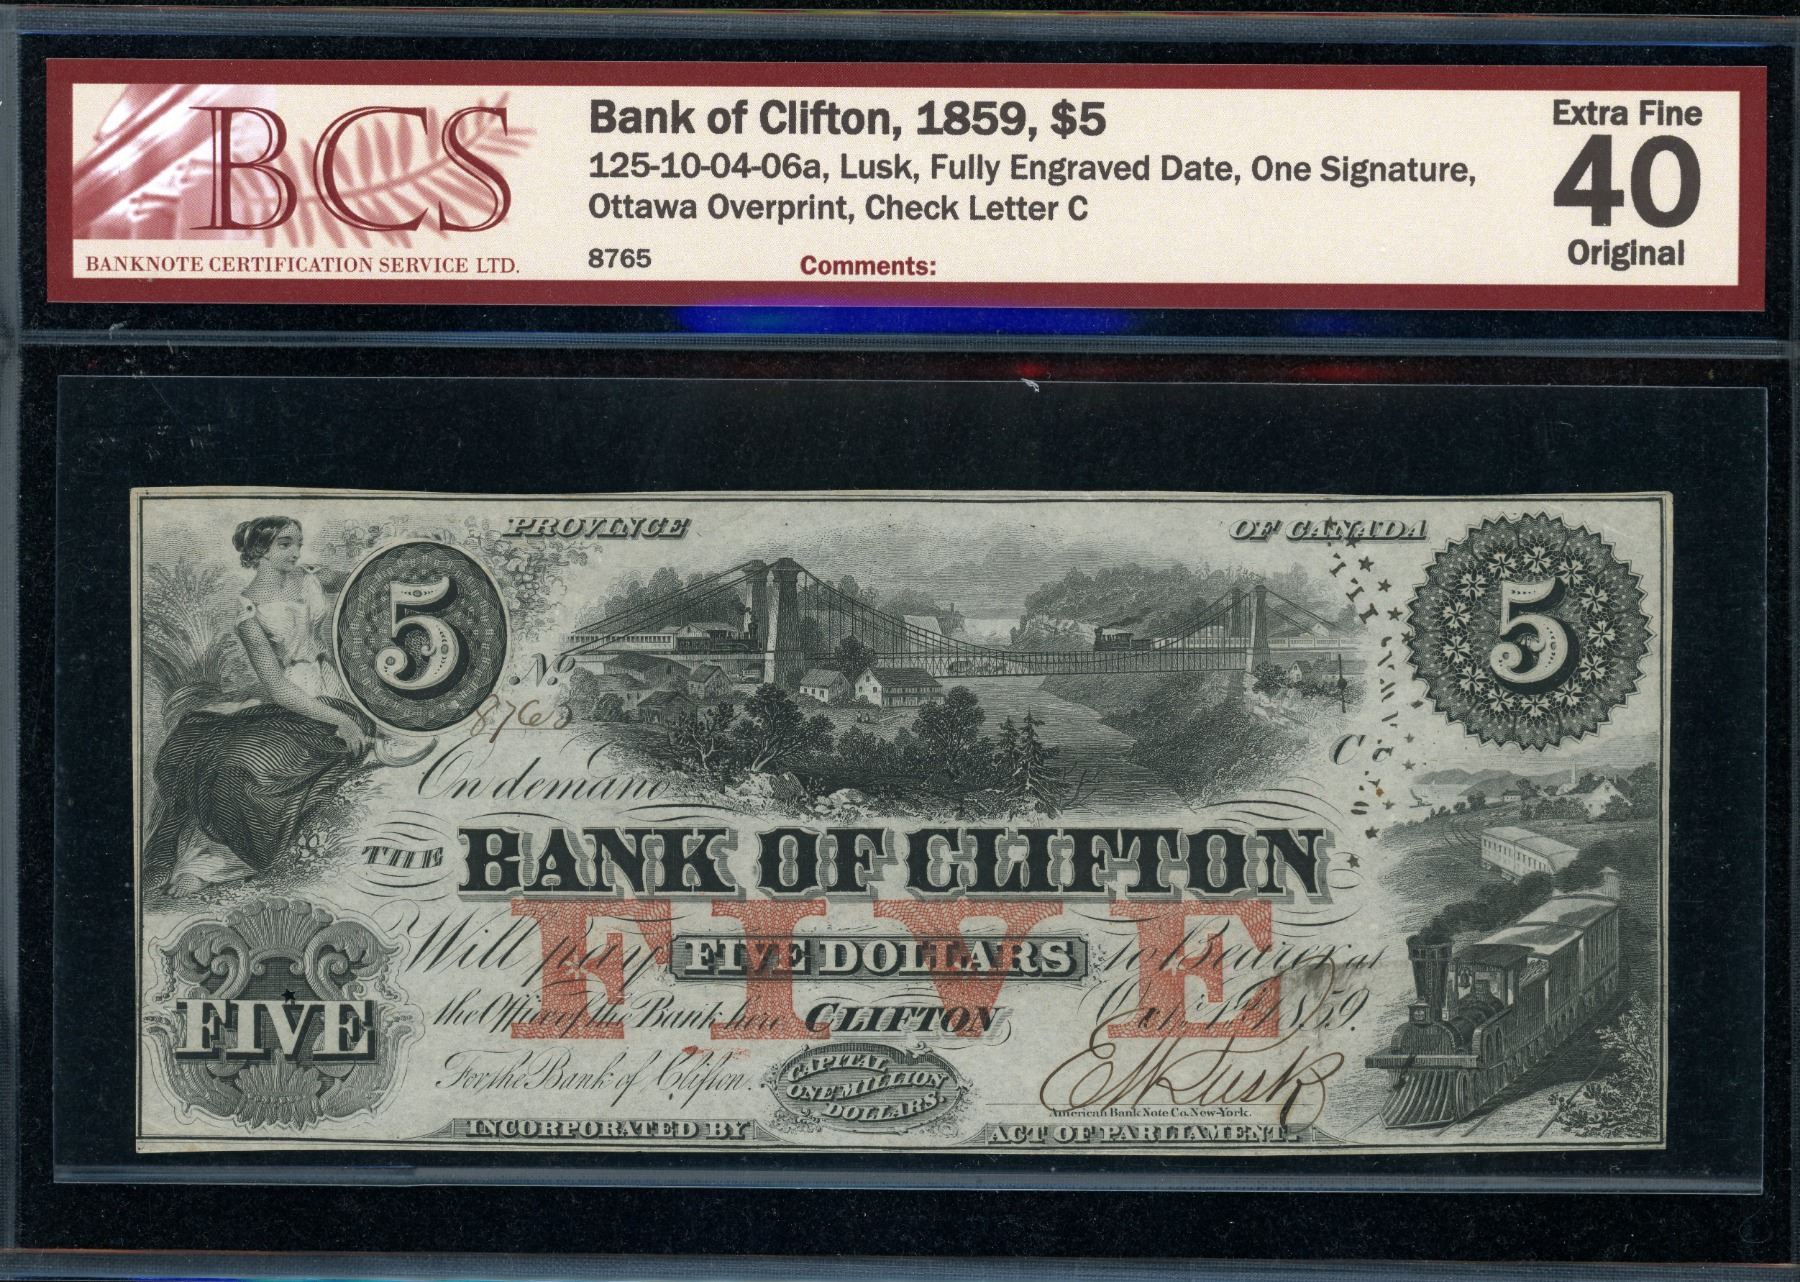 BCS
BANKNOTE CERTIFICATION SERVICE LTD.
Bank of Clifton, 1859, $5
125-10-04-06a, Lusk, Fully Engraved Date, One Signature,
Ottawa Overprint, Check Letter C
8765
Comments:
Extra Fine
40
Original
PROVINCE OF CANADA
5
5
No.
C
On demand
THE BANK OF CLIFTON
FIVE
Will pay FIVE DOLLARS to Bearer at
the Office of the Bank here CLIFTON Oct. 1st 1859.
FIVE
For the Bank of Clifton.
CAPITAL
ONE MILLION
DOLLARS.
American Bank Note Co. New-York.
INCORPORATED BY ACT OF PARLIAMENT.